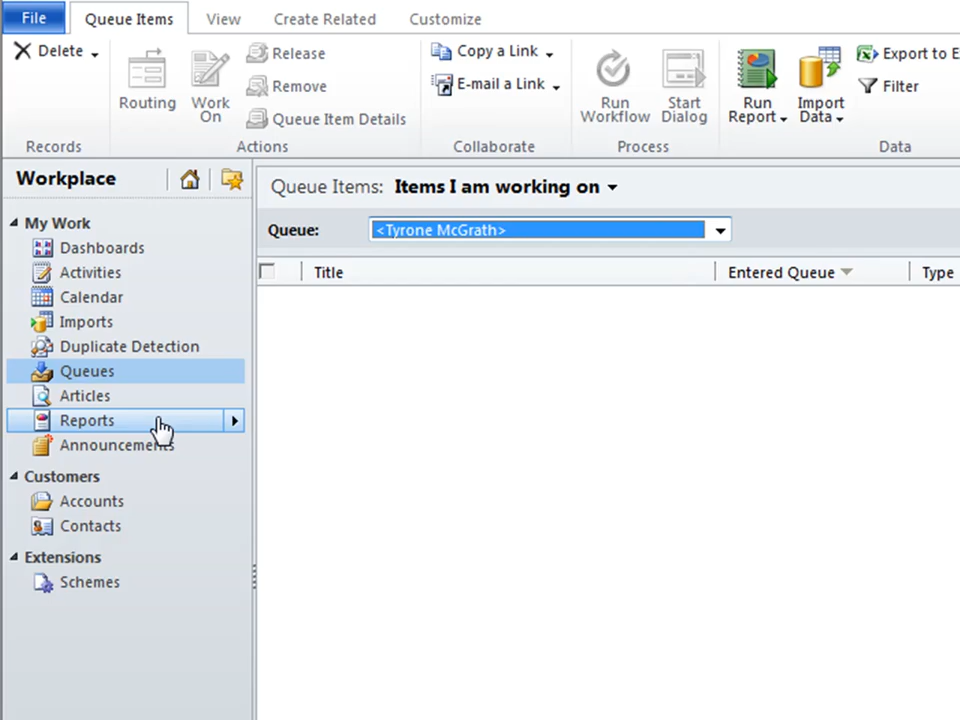 File
Queue Items
View
Create Related
Customize
Delete
Routing
Work On
Release
Remove
Queue Item Details
Copy a Link
E-mail a Link
Run Workflow
Start Dialog
Run Report
Import Data
Export to E
Filter
Records
Actions
Collaborate
Process
Data
Workplace
Queue Items: Items I am working on
Queue: <Tyrone McGrath>
Title
Entered Queue
Type
My Work
Dashboards
Activities
Calendar
Imports
Duplicate Detection
Queues
Articles
Reports
Announcements
Customers
Accounts
Contacts
Extensions
Schemes